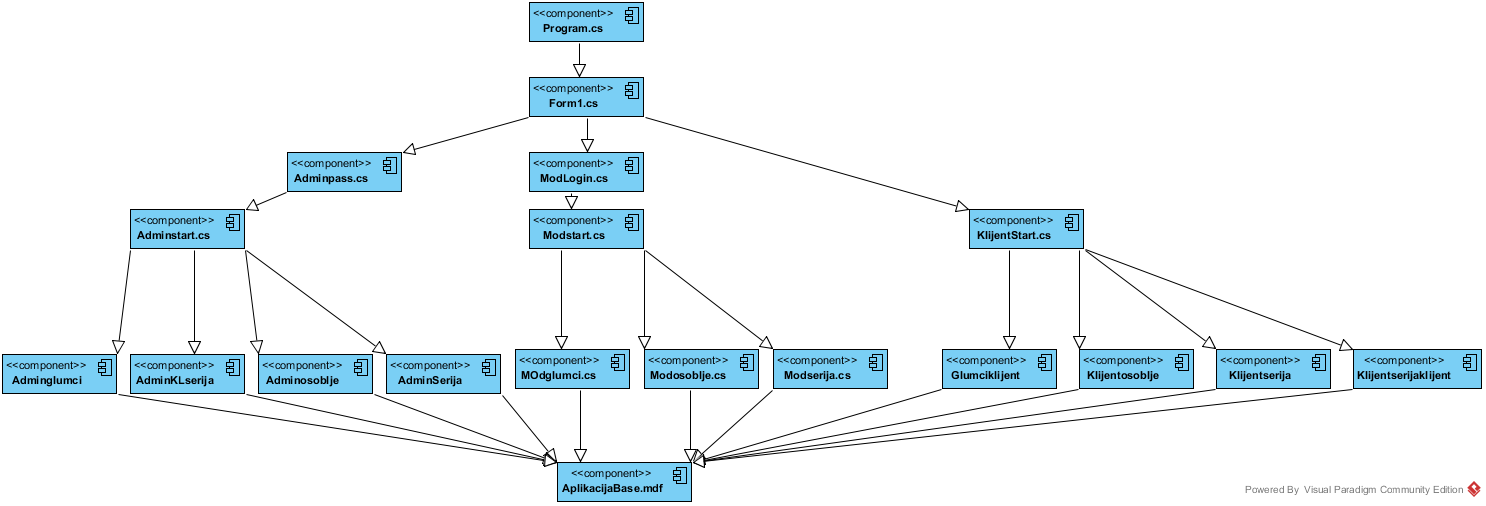 <<component>>
Program.cs
<<component>>
Form1.cs
<<component>>
Adminpass.cs
<<component>>
ModLogin.cs
<<component>>
Adminstart.cs
<<component>>
Modstart.cs
<<component>>
KlijentStart.cs
<<component>>
Adminglumci
<<component>>
AdminKLserija
<<component>>
Adminosoblje
<<component>>
AdminSerija
<<component>>
MOdglumci.cs
<<component>>
Modosoblje.cs
<<component>>
Modserija.cs
<<component>>
Glumciklijent
<<component>>
Klijentosoblje
<<component>>
Klijentserija
<<component>>
Klijentserijaklijent
<<component>>
AplikacijaBase.mdf
Powered By Visual Paradigm Community Edition